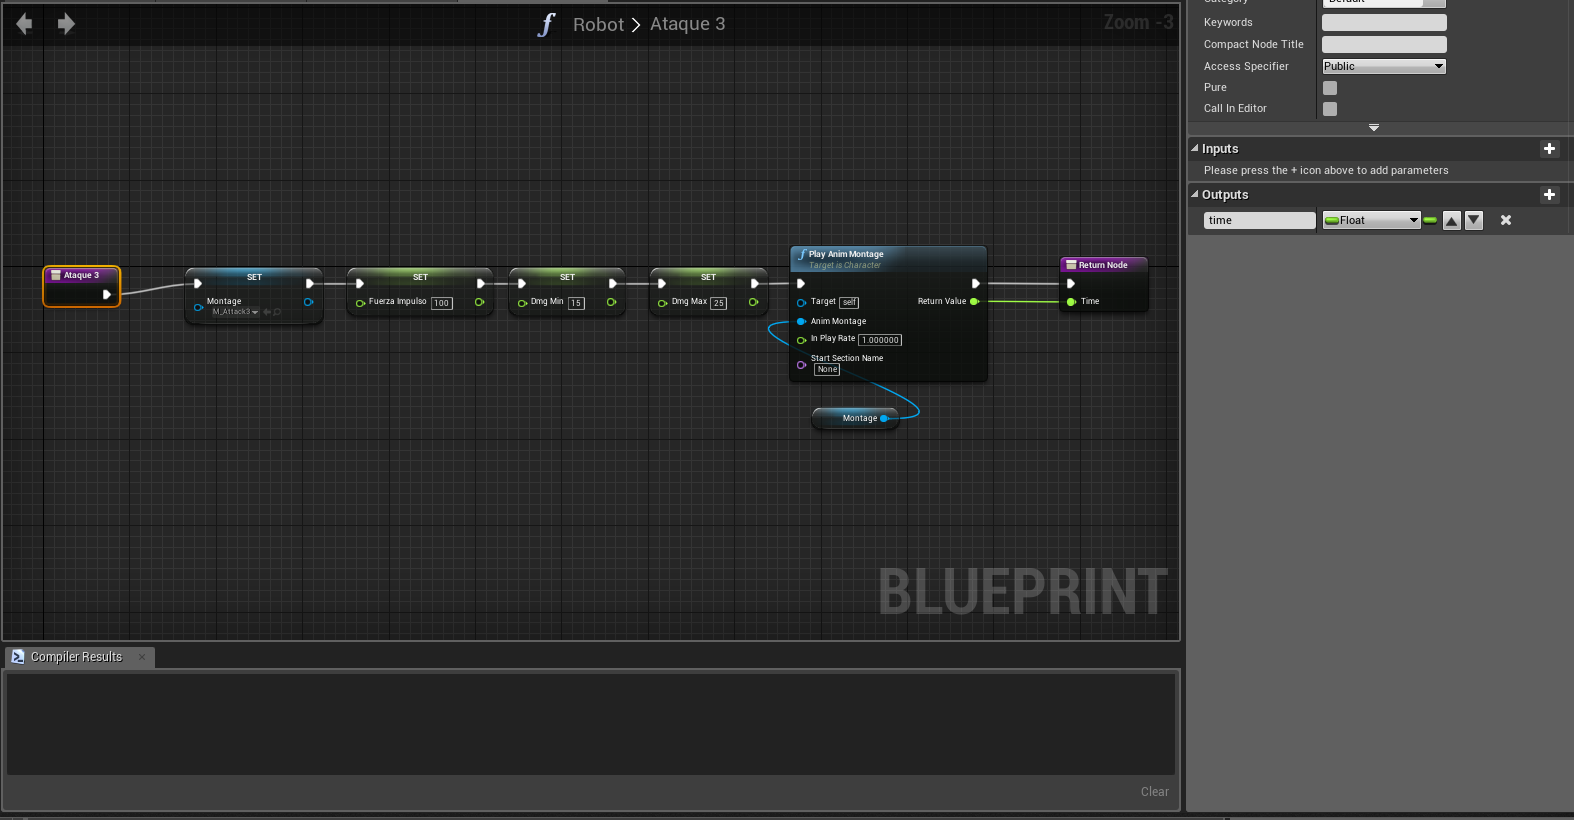 Robot > Ataque 3
Zoom -3
Ataque 3
SET
Montage
M_Attack3
SET
Fuerza Impulso 100
SET
Dmg Min 15
SET
Dmg Max 25
Play Anim Montage
Target is Character
Target self
Return Value
Anim Montage
In Play Rate 1.000000
Start Section Name
None
Montage
Return Node
Time
BLUEPRINT
Compiler Results
Clear
Category Default
Keywords
Compact Node Title
Access Specifier Public
Pure
Call In Editor
Inputs
Please press the + icon above to add parameters
Outputs
time Float